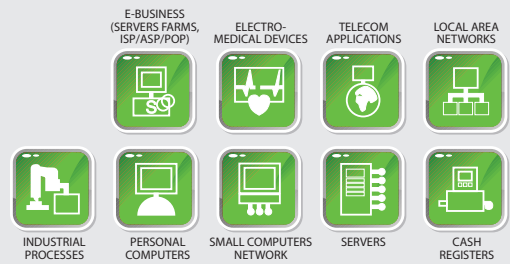 E-BUSINESS
(SERVERS FARMS,
ISP/ASP/POP)
ELECTRO-
MEDICAL DEVICES
TELECOM
APPLICATIONS
LOCAL AREA
NETWORKS
INDUSTRIAL
PROCESSES
PERSONAL
COMPUTERS
SMALL COMPUTERS
NETWORK
SERVERS
CASH
REGISTERS